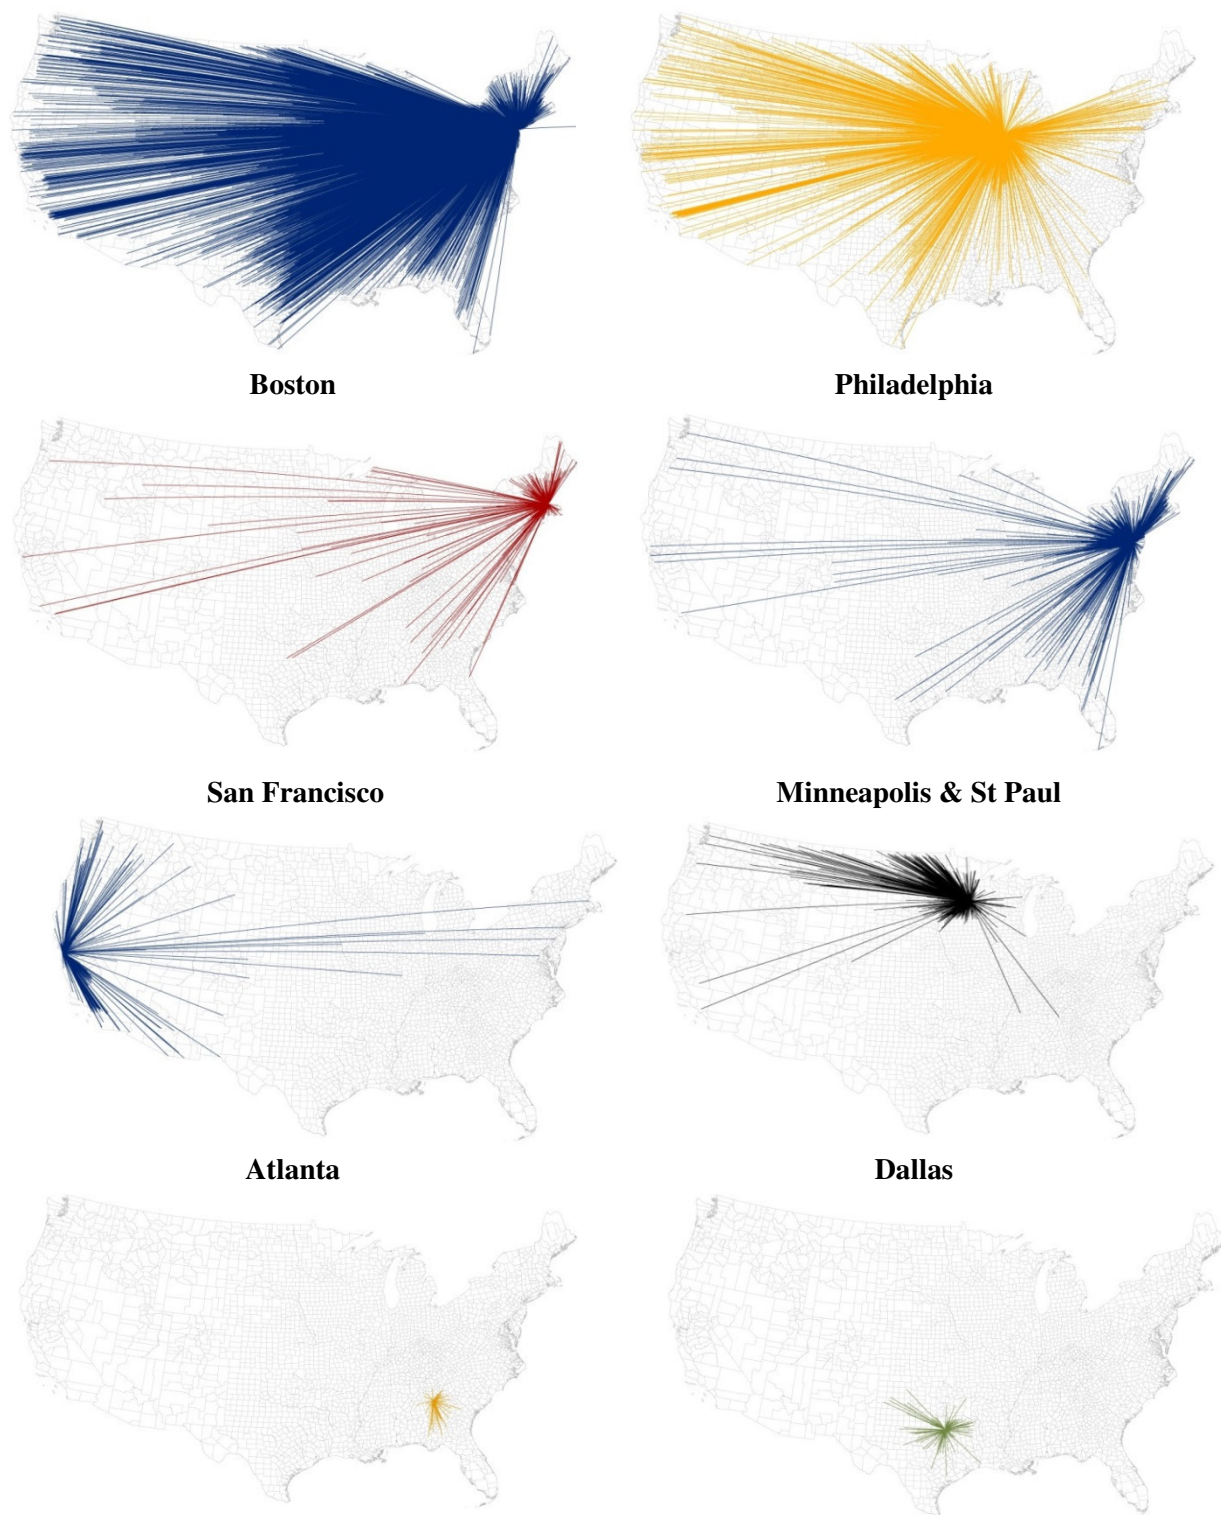 Boston
Philadelphia
San Francisco
Minneapolis & St Paul
Atlanta
Dallas